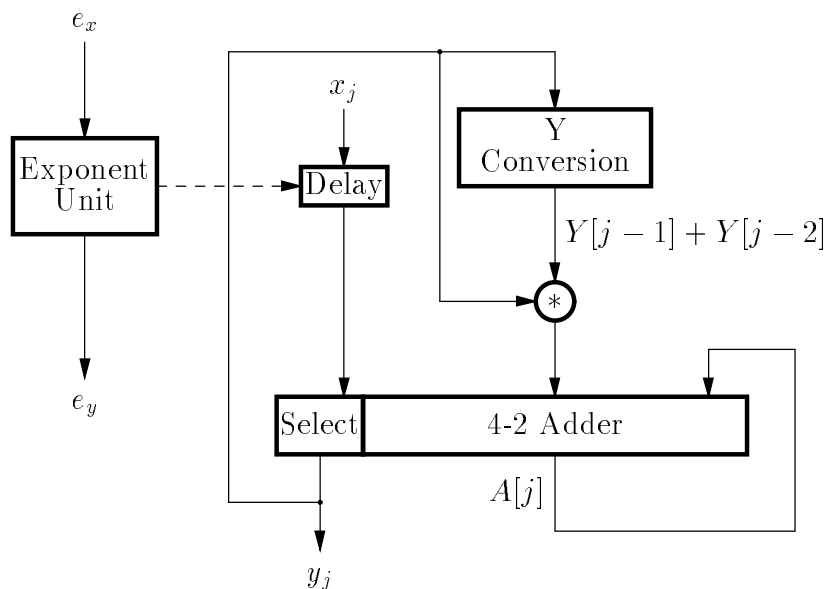 e_x
x_j
Y
Conversion
Exponent
Unit
Delay
Y[j − 1] + Y[j − 2]
*
Select
4-2 Adder
e_y
A[j]
y_j